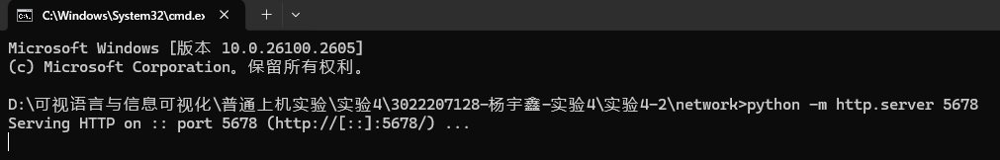 C:\Windows\System32\cmd.ex
Microsoft Windows [版本 10.0.26100.2605]
(c) Microsoft Corporation。保留所有权利。
D:\可视语言与信息可视化\普通上机实验\实验4\3022207128-杨宇鑫-实验4\实验4-2\network>python -m http.server 5678
Serving HTTP on :: port 5678 (http://[::]:5678/) ...